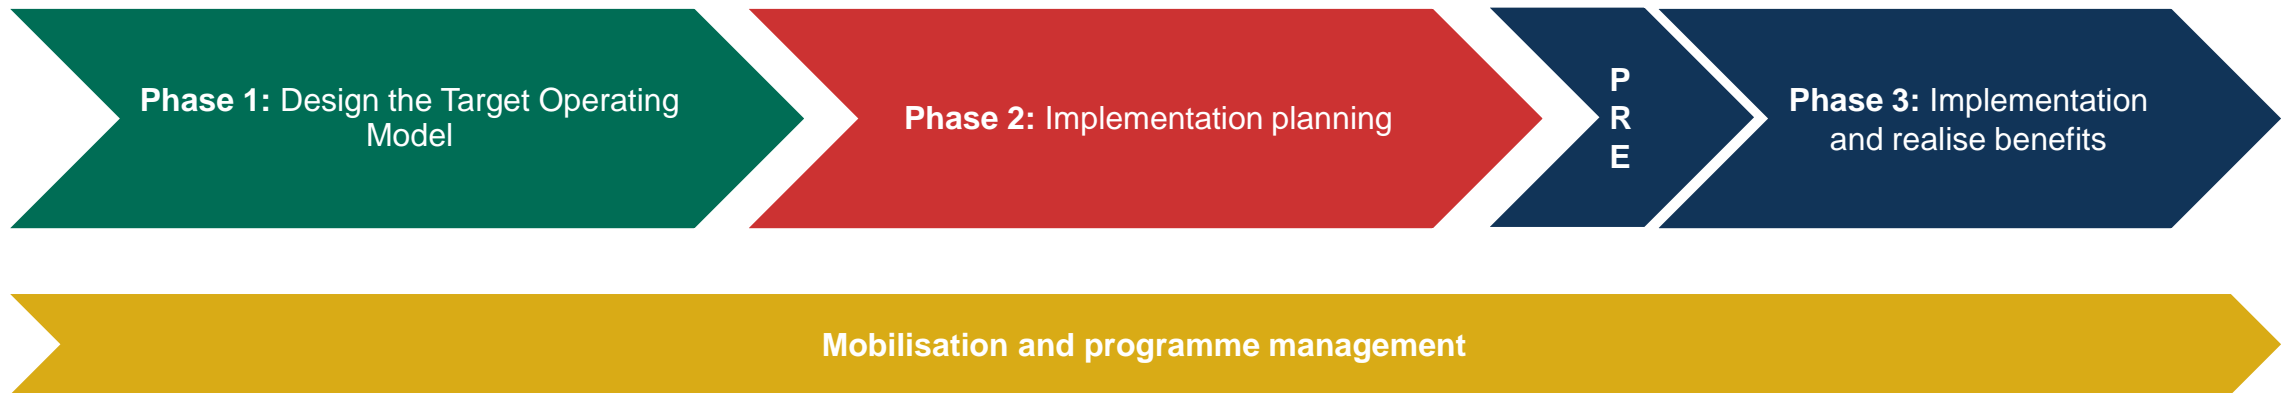 Phase 1: Design the Target Operating
Model
Phase 2: Implementation planning
P
R
E
Phase 3: Implementation
and realise benefits
Mobilisation and programme management